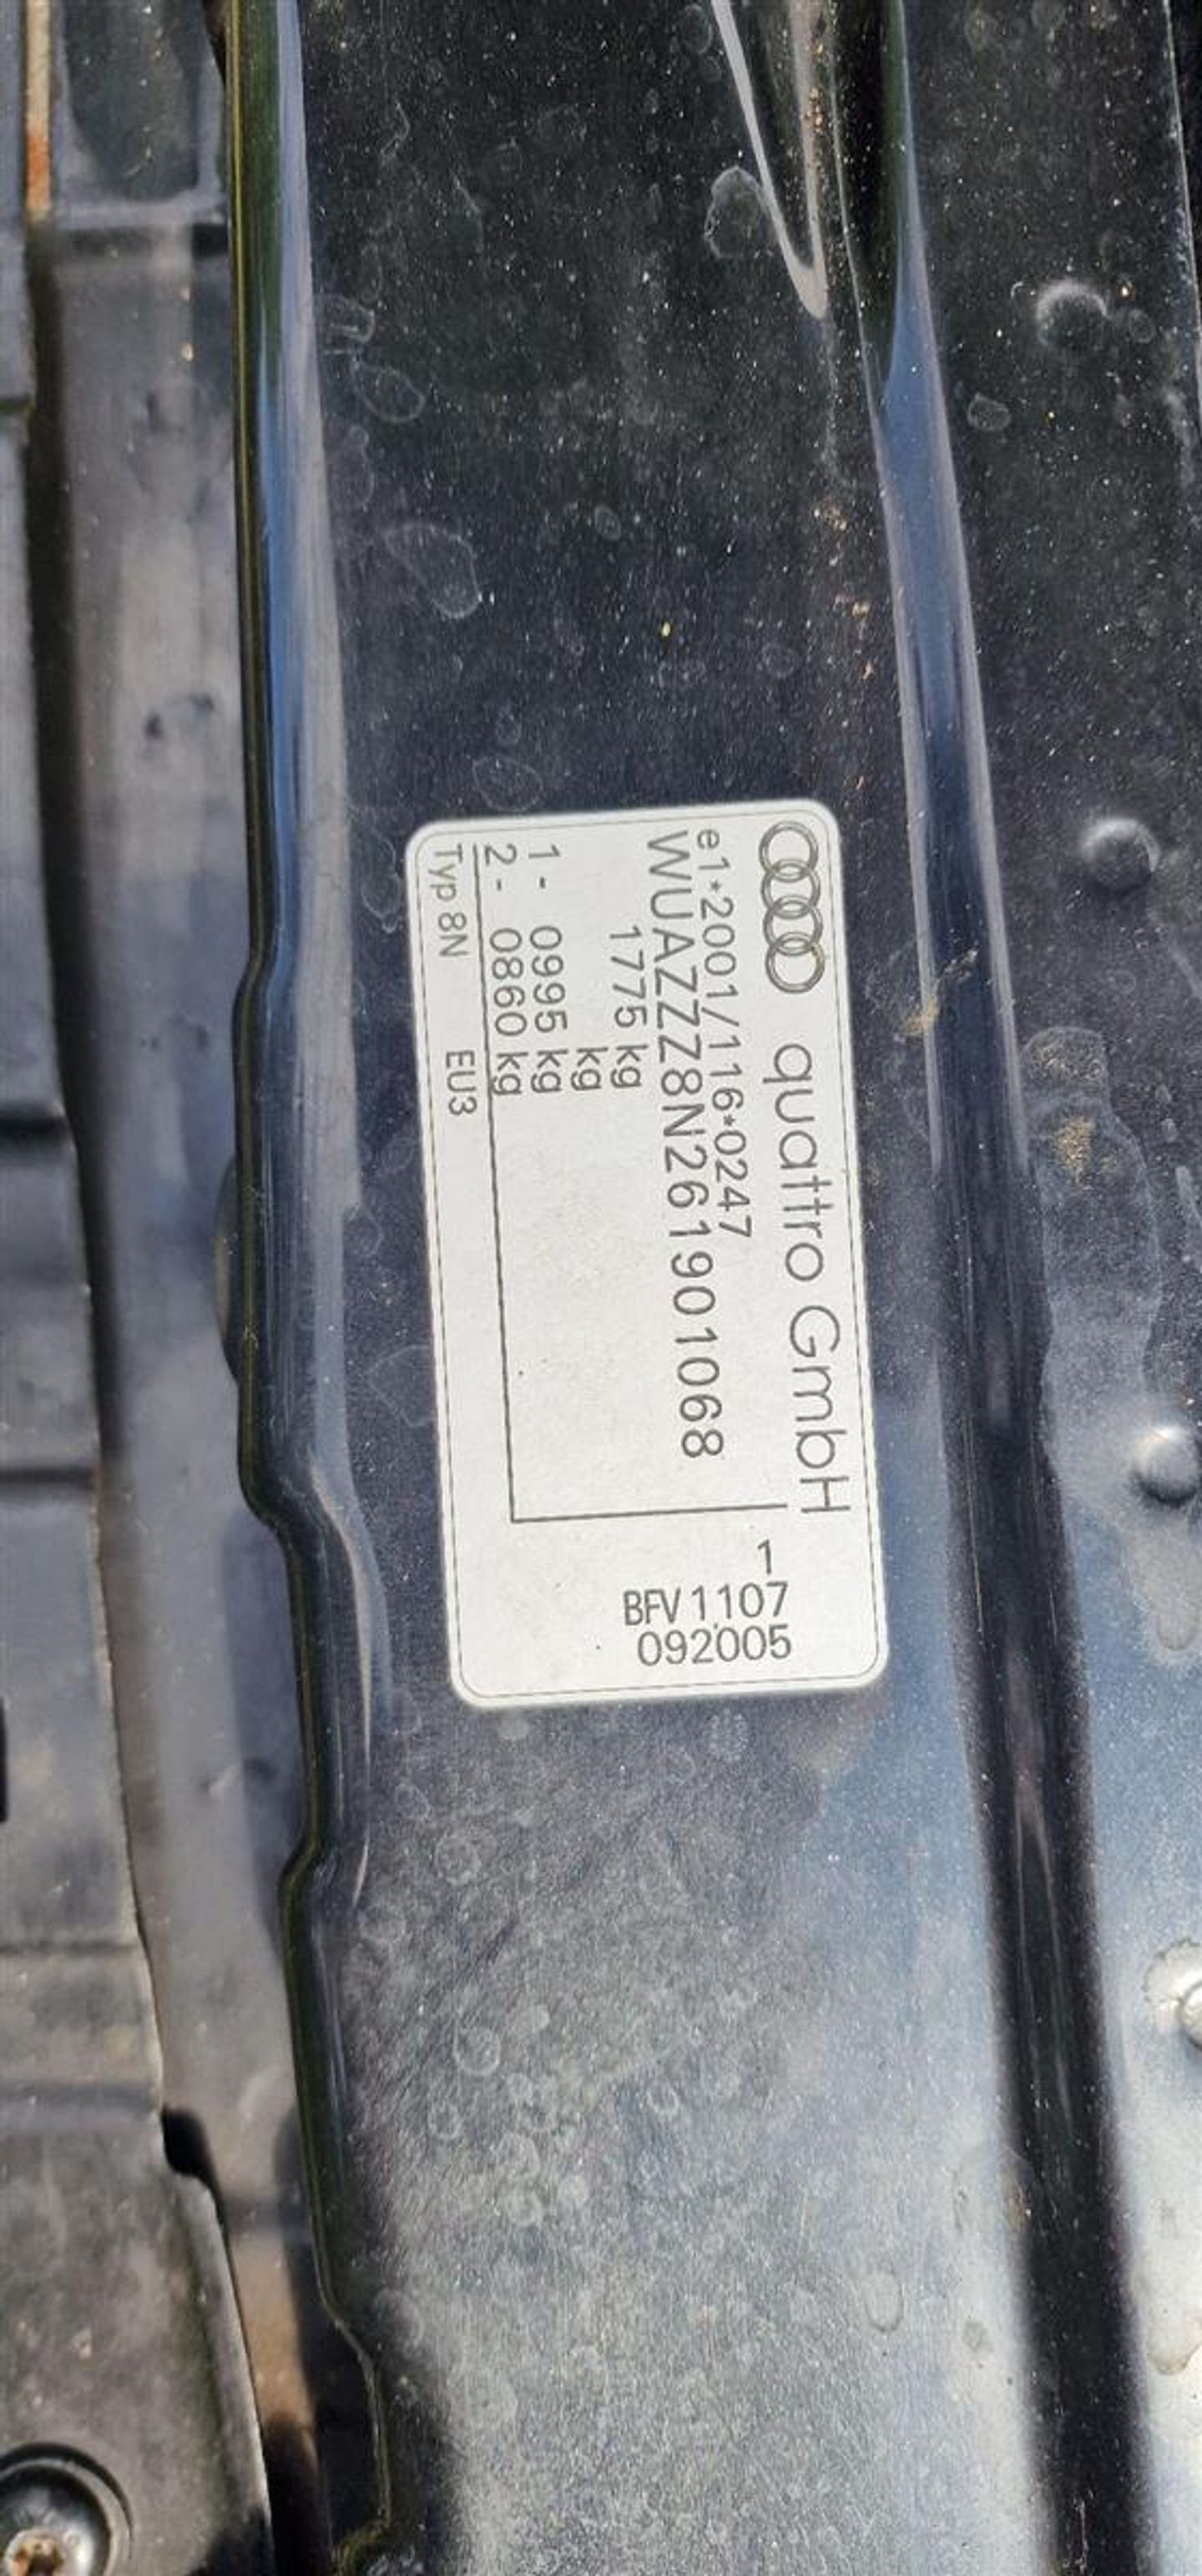 quattro GmbH
e1*2001/116*0247
WUAZZZ8N261901068
1775 kg
kg
1 - 0995 kg
2 - 0860 kg
Typ 8N EU3
1
BFV 1107
092005